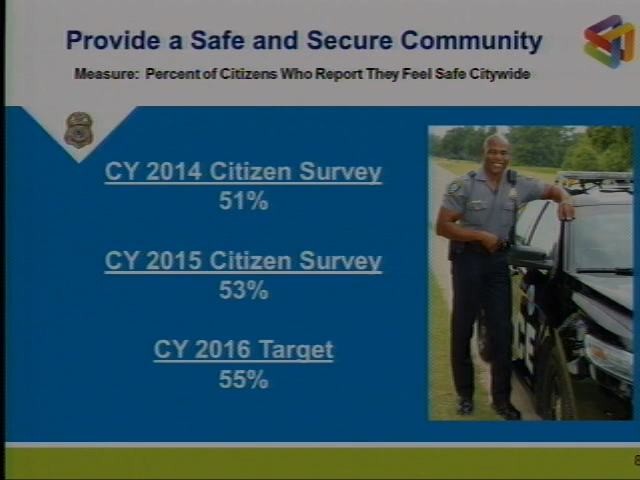 Provide a Safe and Secure Community
Measure: Percent of Citizens Who Report They Feel Safe Citywide
CY 2014 Citizen Survey
51%
CY 2015 Citizen Survey
53%
CY 2016 Target
55%
8